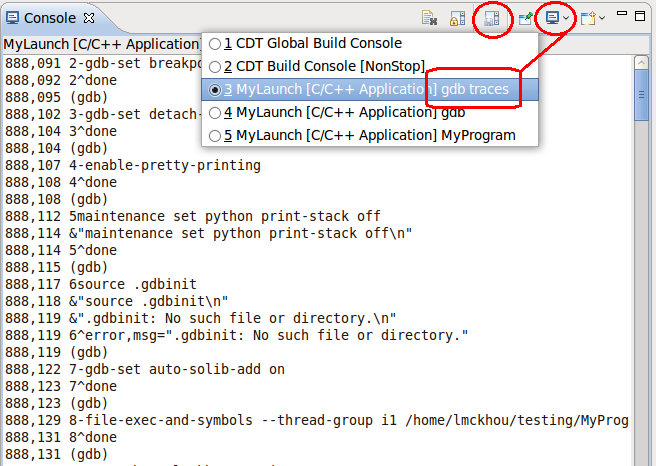 Console
MyLaunch [C/C++ Application]
1 CDT Global Build Console
2 CDT Build Console [NonStop]
3 MyLaunch [C/C++ Application] gdb traces
4 MyLaunch [C/C++ Application] gdb
5 MyLaunch [C/C++ Application] MyProgram
888,091 2-gdb-set breakpo
888,092 2^done
888,095 (gdb)
888,102 3-gdb-set detach-
888,104 3^done
888,104 (gdb)
888,107 4-enable-pretty-printing
888,108 4^done
888,108 (gdb)
888,112 5maintenance set python print-stack off
888,114 &"maintenance set python print-stack off\n"
888,114 5^done
888,115 (gdb)
888,117 6source .gdbinit
888,118 &"source .gdbinit\n"
888,119 &".gdbinit: No such file or directory.\n"
888,119 6^error,msg=".gdbinit: No such file or directory."
888,119 (gdb)
888,122 7-gdb-set auto-solib-add on
888,123 7^done
888,123 (gdb)
888,129 8-file-exec-and-symbols --thread-group i1 /home/lmckhou/testing/MyProg
888,131 8^done
888,131 (gdb)